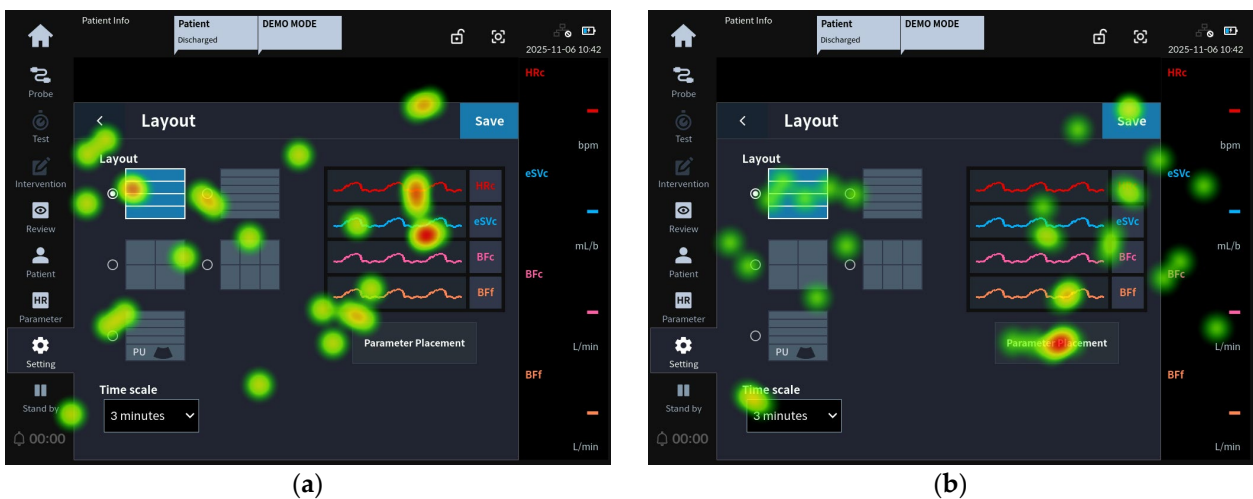 Patient Info
Patient
Discharged
DEMO MODE
2025-11-06 10:42
Probe
Test
Intervention
Review
Patient
HR
Parameter
Setting
Stand by
00:00
Layout
Save
Layout
HRc
eSVc
BFc
BFf
PU
Parameter Placement
Time scale
3 minutes
HRc
bpm
eSVc
mL/b
BFc
L/min
BFf
L/min
(a)
Patient Info
Patient
Discharged
DEMO MODE
2025-11-06 10:42
Probe
Test
Intervention
Review
Patient
HR
Parameter
Setting
Stand by
00:00
Layout
Save
Layout
eSVc
BFc
BFf
PU
Parameter Placement
Time scale
3 minutes
HRc
bpm
eSVc
mL/b
BFc
L/min
BFf
L/min
(b)